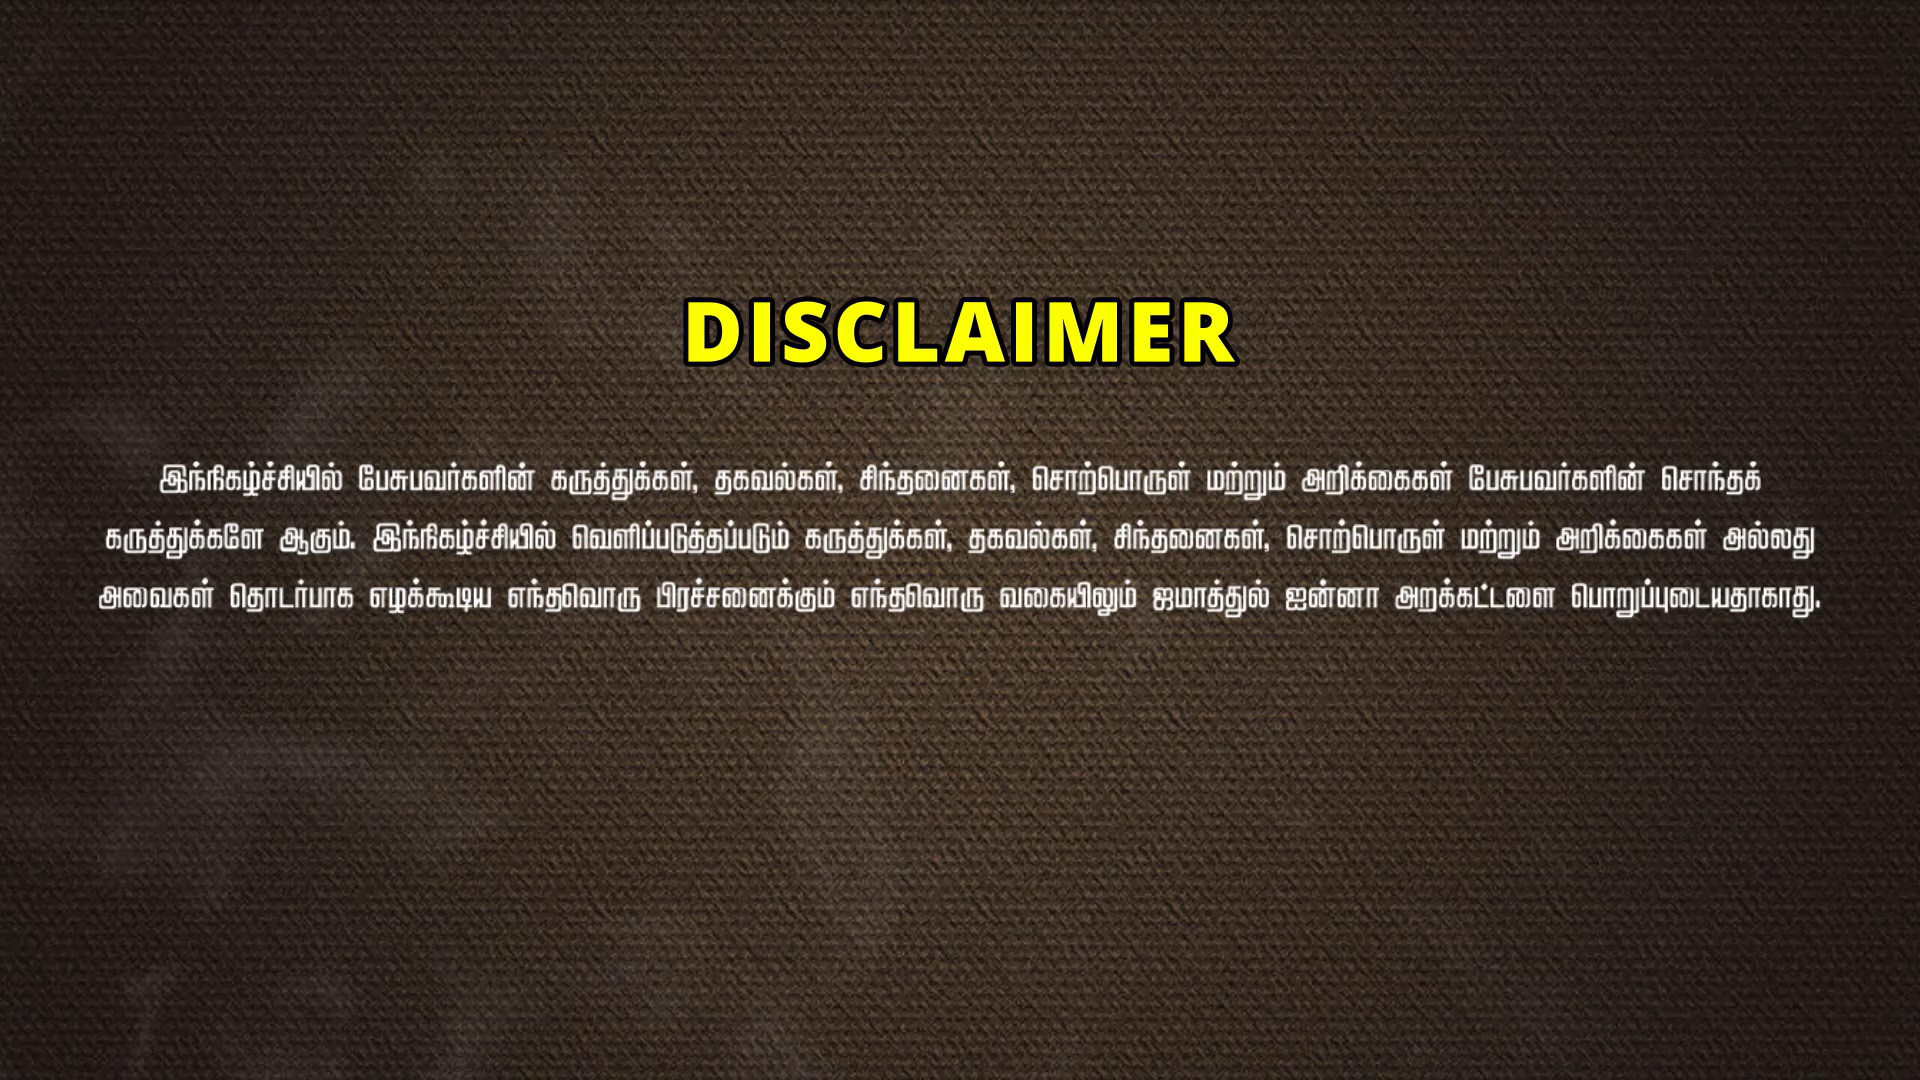 DISCLAIMER
இந்நிகழ்ச்சியில் பேசுபவர்களின் கருத்துக்கள், தகவல்கள், சிந்தனைகள், சொற்பொருள் மற்றும் அறிக்கைகள் பேசுபவர்களின் சொந்தக்
கருத்துக்களே ஆகும். இந்நிகழ்ச்சியில் வெளிப்படுத்தப்படும் கருத்துக்கள், தகவல்கள், சிந்தனைகள், சொற்பொருள் மற்றும் அறிக்கைகள் அல்லது
அவைகள் தொடர்பாக எழக்கூடிய எந்தவொரு பிரச்சனைக்கும் எந்தவொரு வகையிலும் ஜமாத்துல் ஐன்னா அறக்கட்டளை பொறுப்புடையதாகாது.